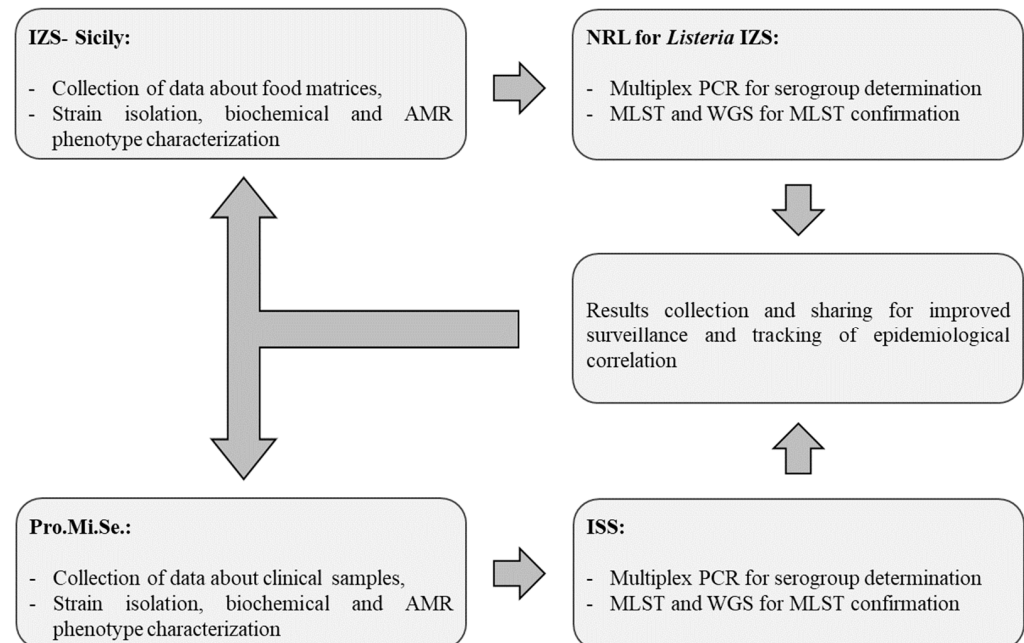 IZS- Sicily:
- Collection of data about food matrices,
- Strain isolation, biochemical and AMR
phenotype characterization
NRL for Listeria IZS:
- Multiplex PCR for serogroup determination
- MLST and WGS for MLST confirmation
Results collection and sharing for improved
surveillance and tracking of epidemiological
correlation
Pro.Mi.Se.:
- Collection of data about clinical samples,
- Strain isolation, biochemical and AMR
phenotype characterization
ISS:
- Multiplex PCR for serogroup determination
- MLST and WGS for MLST confirmation